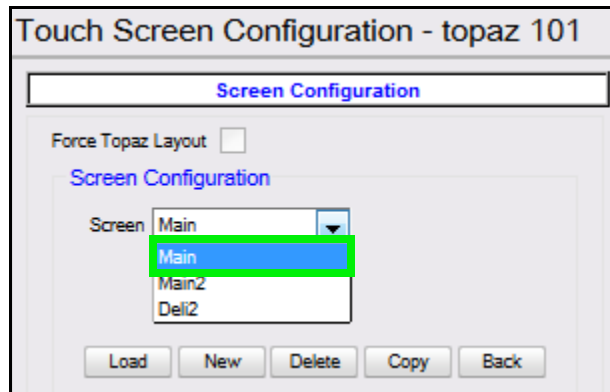 Touch Screen Configuration - topaz 101
Screen Configuration
Force Topaz Layout
Screen Configuration
Screen Main
Main
Main2
Deli2
Load New Delete Copy Back